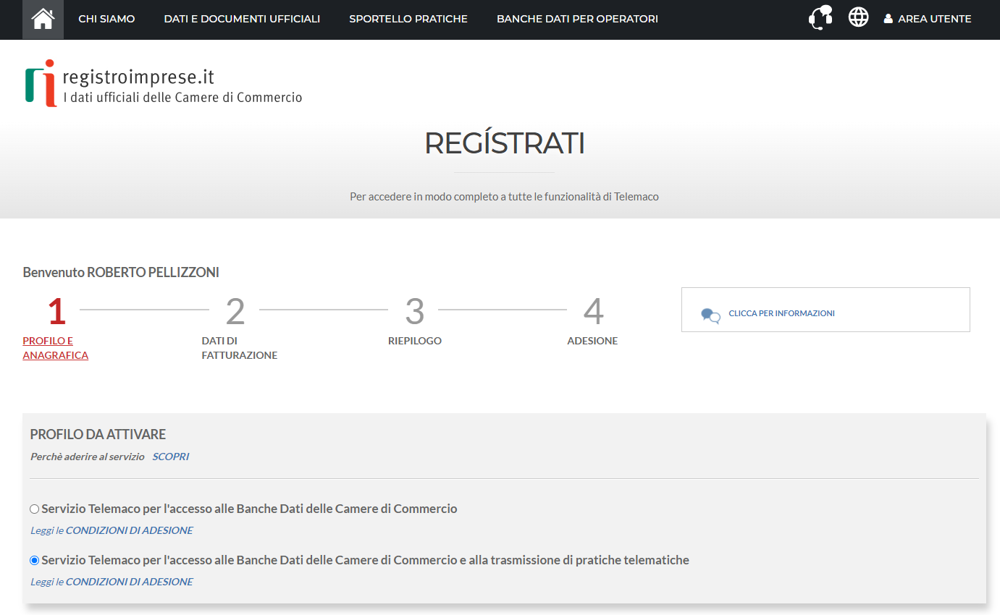 CHI SIAMO DATI E DOCUMENTI UFFICIALI SPORTELLO PRATICHE BANCHE DATI PER OPERATORI AREA UTENTE
registroimprese.it
I dati ufficiali delle Camere di Commercio
REGÍSTRATI
Per accedere in modo completo a tutte le funzionalità di Telemaco
Benvenuto ROBERTO PELLIZZONI
1 2 3 4
PROFILO E ANAGRAFICA
DATI DI FATTURAZIONE
RIEPILOGO
ADESIONE
CLICCA PER INFORMAZIONI
PROFILO DA ATTIVARE
Perchè aderire al servizio SCOPRI
Servizio Telemaco per l'accesso alle Banche Dati delle Camere di Commercio
Leggi le CONDIZIONI DI ADESIONE
Servizio Telemaco per l'accesso alle Banche Dati delle Camere di Commercio e alla trasmissione di pratiche telematiche
Leggi le CONDIZIONI DI ADESIONE